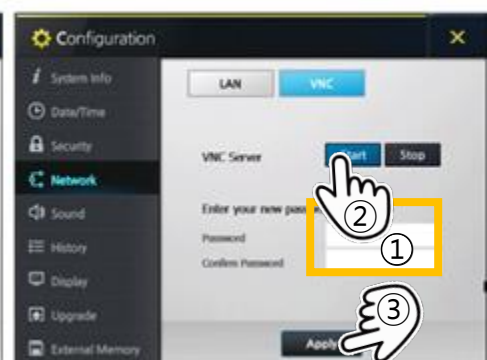 Configuration
i System Info
LAN VNC
Date/Time
Security
VNC Server Start Stop
Network
Sound
Enter your new
②
Password ①
History
Confirm Password
Display
③
Upgrade
Apply
External Memory